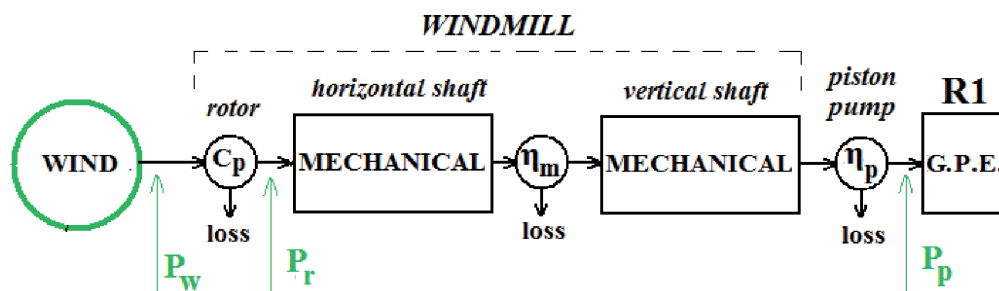 WINDMILL
rotor
horizontal shaft
vertical shaft
piston
pump
R1
WIND
Cp
MECHANICAL
ηm
MECHANICAL
ηp
G.P.E.
loss
loss
loss
Pw
Pr
Pp